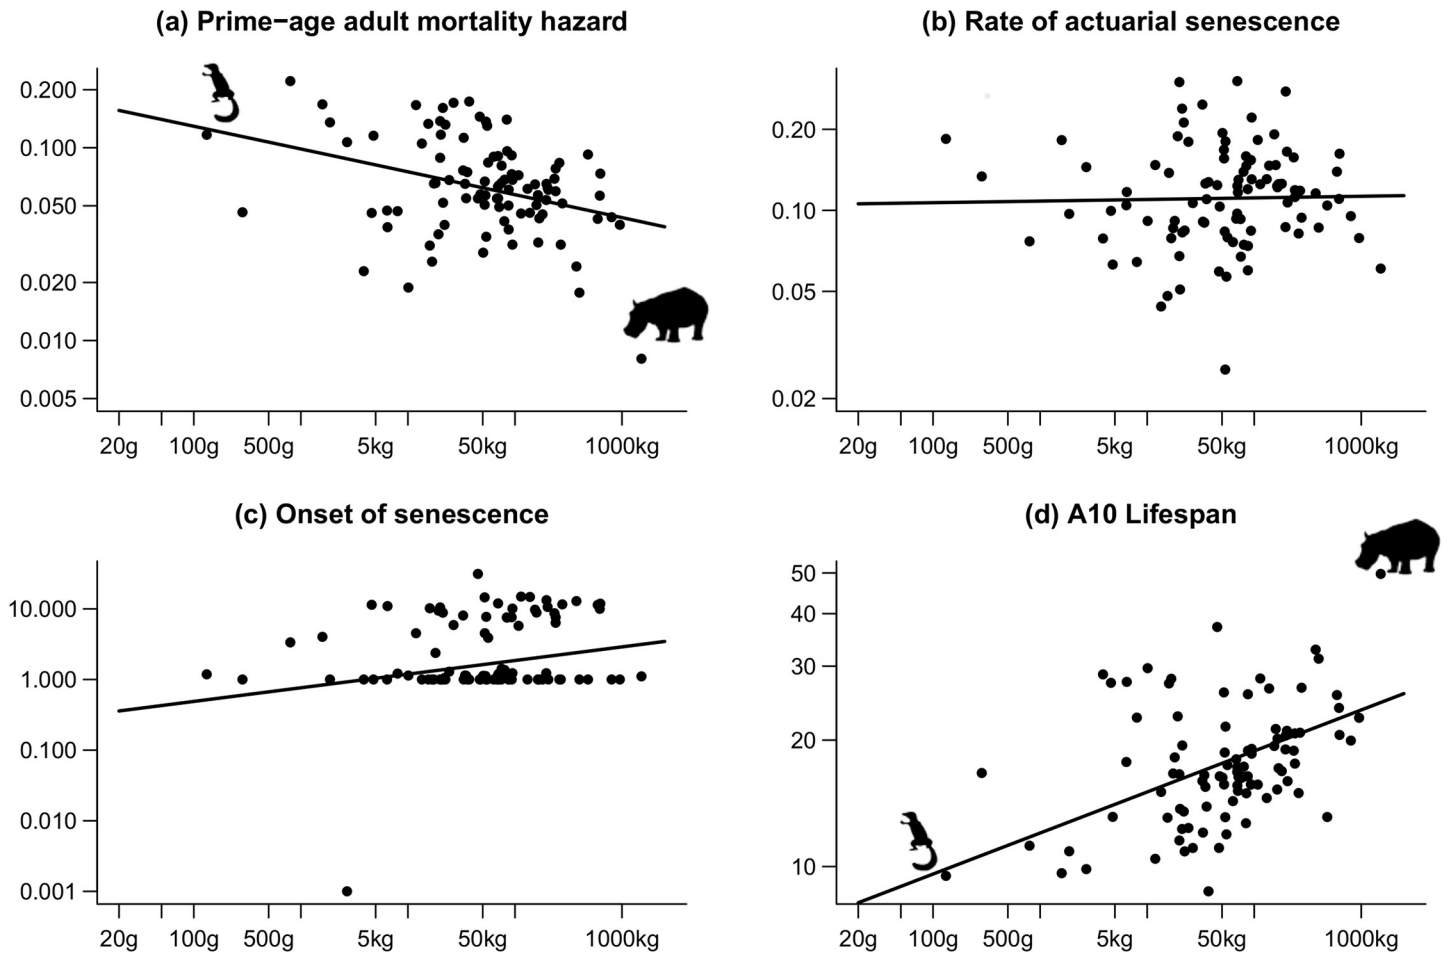 (a) Prime−age adult mortality hazard
0.200
0.100
0.050
0.020
0.010
0.005
20g 100g 500g 5kg 50kg 1000kg
(b) Rate of actuarial senescence
0.20
0.10
0.05
0.02
20g 100g 500g 5kg 50kg 1000kg
(c) Onset of senescence
10.000
1.000
0.100
0.010
0.001
20g 100g 500g 5kg 50kg 1000kg
(d) A10 Lifespan
50
40
30
20
10
20g 100g 500g 5kg 50kg 1000kg